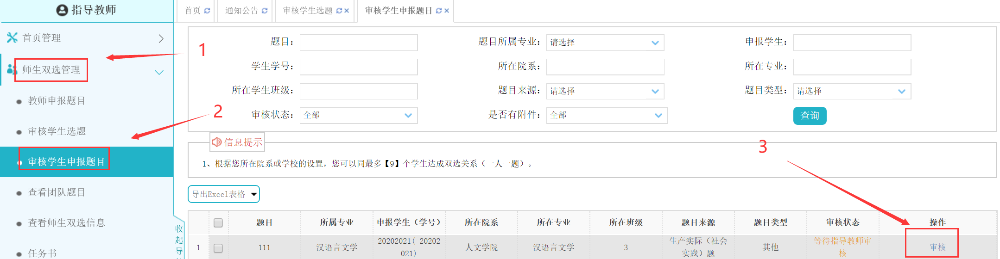 指导教师
首页
通知公告
审核学生选题
审核学生申报题目
首页管理
师生双选管理
教师申报题目
审核学生选题
审核学生申报题目
查看团队题目
查看师生双选信息
任务书
收
起
导
1
2
3
题目：
题目所属专业： 请选择
申报学生：
学生学号：
所在院系：
所在专业：
所在学生班级：
题目来源： 请选择
题目类型： 请选择
审核状态： 全部
是否有附件： 全部
查询
信息提示
1、根据您所在院系或学校的设置，您可以同最多【9】个学生达成双选关系（一人一题）。
导出Excel表格
题目 所属专业 申报学生（学号） 所在院系 所在专业 所在班级 题目来源 题目类型 审核状态 操作
1 111 汉语言文学 20202021( 20202021) 人文学院 汉语言文学 3 生产实际（社会实践）题 其他 等待指导教师审核 审核